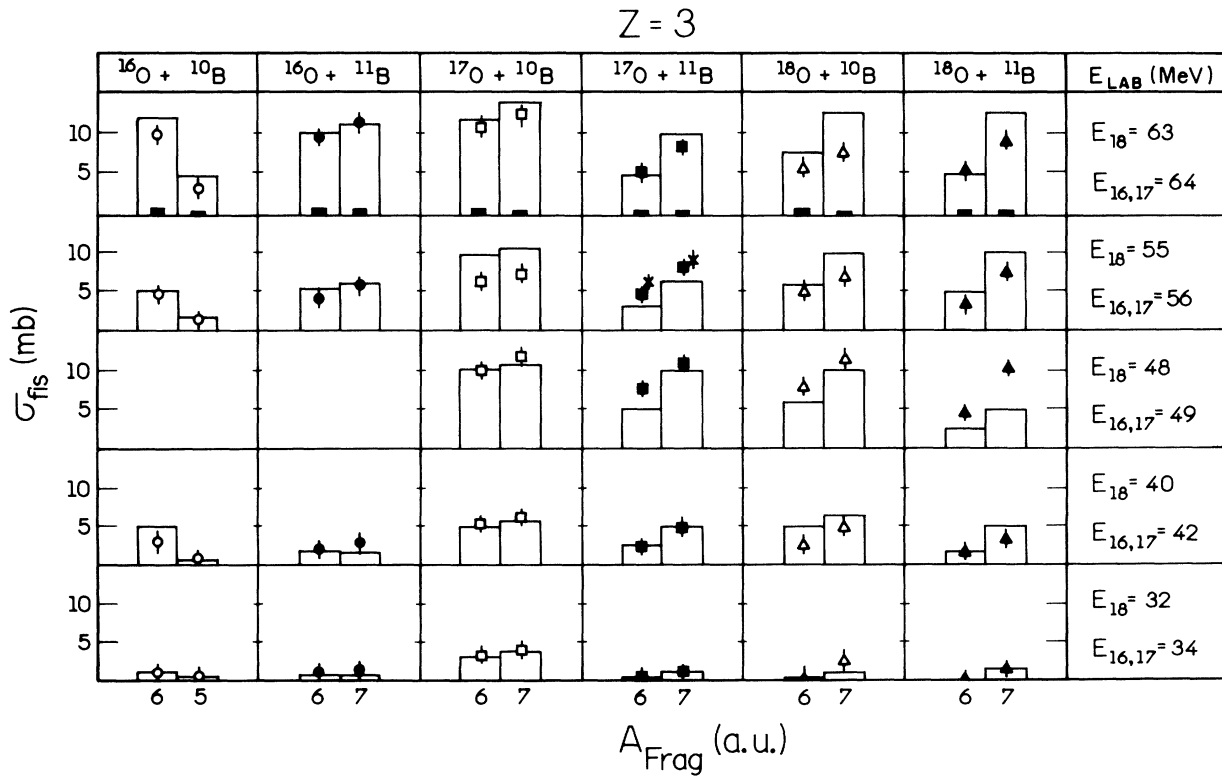 Z = 3
¹⁶O + ¹⁰B ¹⁶O + ¹¹B ¹⁷O + ¹⁰B ¹⁷O + ¹¹B ¹⁸O + ¹⁰B ¹⁸O + ¹¹B E_LAB (MeV)
10
5
E₁₈ = 63
E₁₆,₁₇ = 64
10
5
E₁₈ = 55
E₁₆,₁₇ = 56
10
5
E₁₈ = 48
E₁₆,₁₇ = 49
10
5
E₁₈ = 40
E₁₆,₁₇ = 42
10
5
E₁₈ = 32
E₁₆,₁₇ = 34
σ_fis (mb)
6 5 6 7 6 7 6 7 6 7 6 7
A_Frag (a.u.)